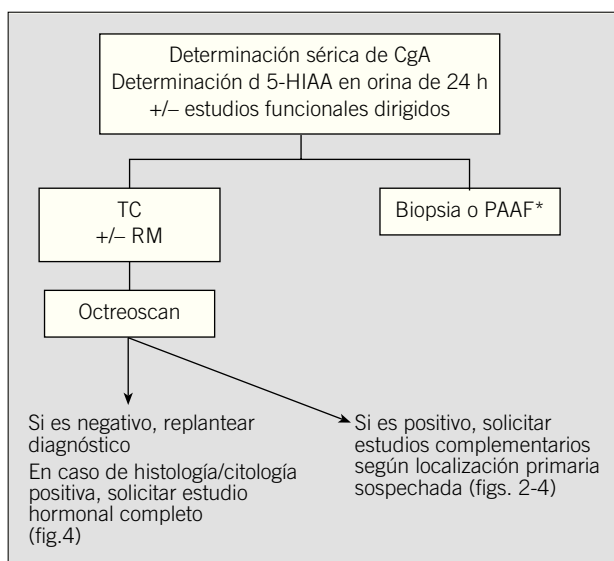 Determinación sérica de CgA
Determinación d 5-HIAA en orina de 24 h
+/– estudios funcionales dirigidos
TC
+/– RM
Biopsia o PAAF*
Octreoscan
Si es negativo, replantear
diagnóstico
En caso de histología/citología
positiva, solicitar estudio
hormonal completo
(fig.4)
Si es positivo, solicitar
estudios complementarios
según localización primaria
sospechada (figs. 2-4)